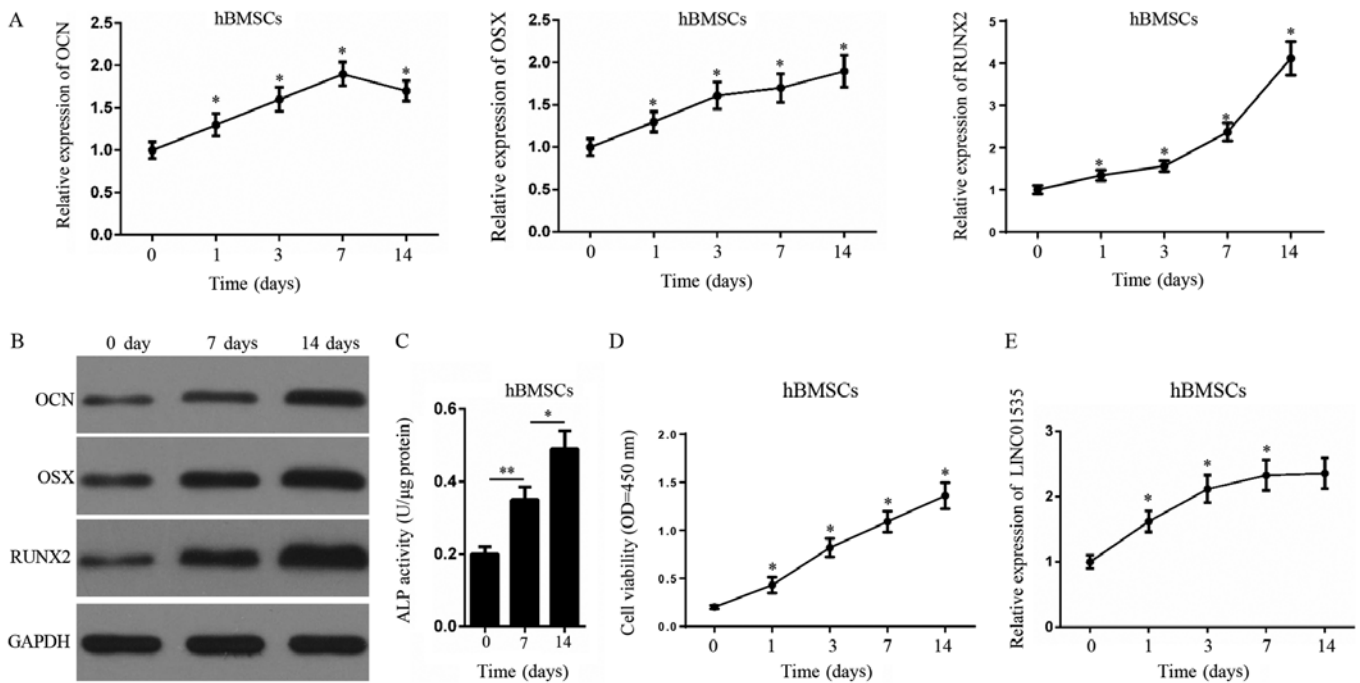 A
hBMSCs
Relative expression of OCN
2.5
2.0
1.5
1.0
0.5
0.0
*
*
*
*
0 1 3 7 14
Time (days)
hBMSCs
Relative expression of OSX
2.5
2.0
1.5
1.0
0.5
0.0
*
*
*
*
0 1 3 7 14
Time (days)
hBMSCs
Relative expression of RUNX2
5
4
3
2
1
0
*
*
*
*
0 1 3 7 14
Time (days)
B
0 day 7 days 14 days
OCN
OSX
RUNX2
GAPDH
C
hBMSCs
ALP activity (U/μg protein)
0.6
0.4
0.2
0.0
**
*
0 7 14
Time (days)
D
hBMSCs
Cell viability (OD=450 nm)
2.0
1.5
1.0
0.5
0.0
*
*
*
*
0 1 3 7 14
Time (days)
E
hBMSCs
Relative expression of LINC01535
3
2
1
0
*
*
*
0 1 3 7 14
Time (days)